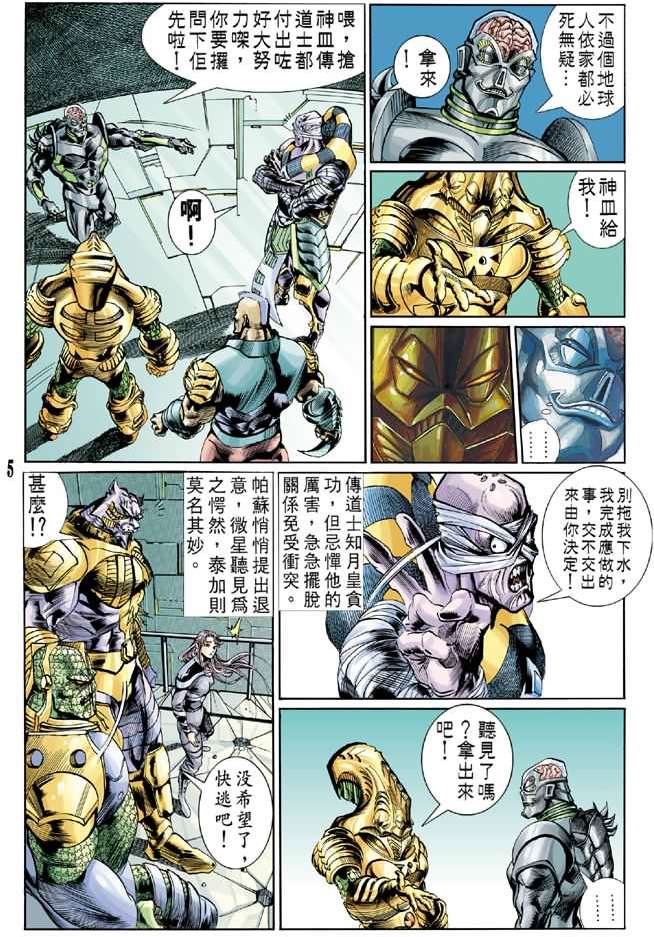 不過個地球
人依家都必
死無疑…
拿來
！
神血給
我！
……
喂，搶
神血傳
道士都
付出咗
好大努
力㗎，
你要攞
問下佢
先啦！
啊！
別拖我下水，
我完成應做的
事，交不交出
來由你決定！
傳道士知月皇貪
功，但忌憚他的
厲害，急急擺脫
關係免受衝突。
聽見了嗎
？拿出來
吧！
……
帕蘇悄悄提出退
意，微星聽見為
之愕然，泰加則
莫名其妙。
甚麼！？
没希望了，
快逃吧！
5